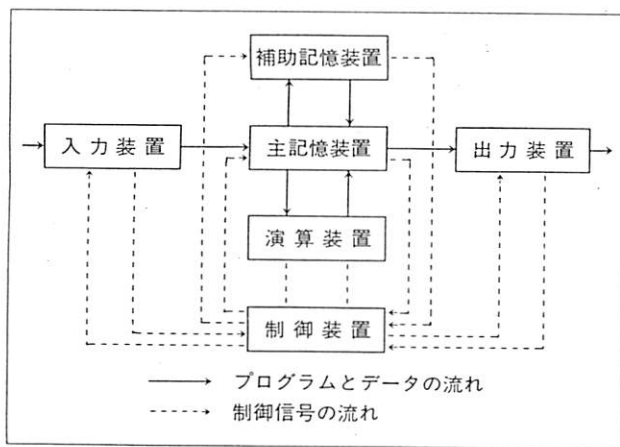 補助記憶装置
入力装置
主記憶装置
出力装置
演算装置
制御装置
プログラムとデータの流れ
制御信号の流れ